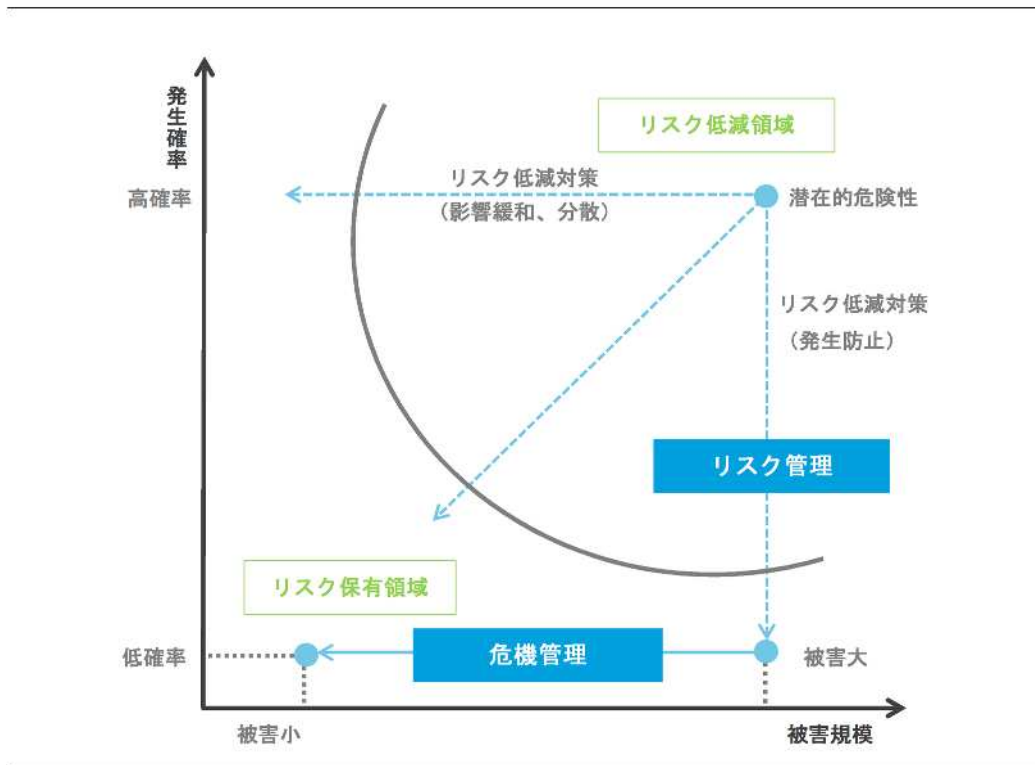 発生確率
リスク低減領域
高確率
リスク低減対策
（影響緩和、分散）
潜在的危険性
リスク低減対策
（発生防止）
リスク管理
リスク保有領域
低確率
危機管理
被害大
被害小
被害規模